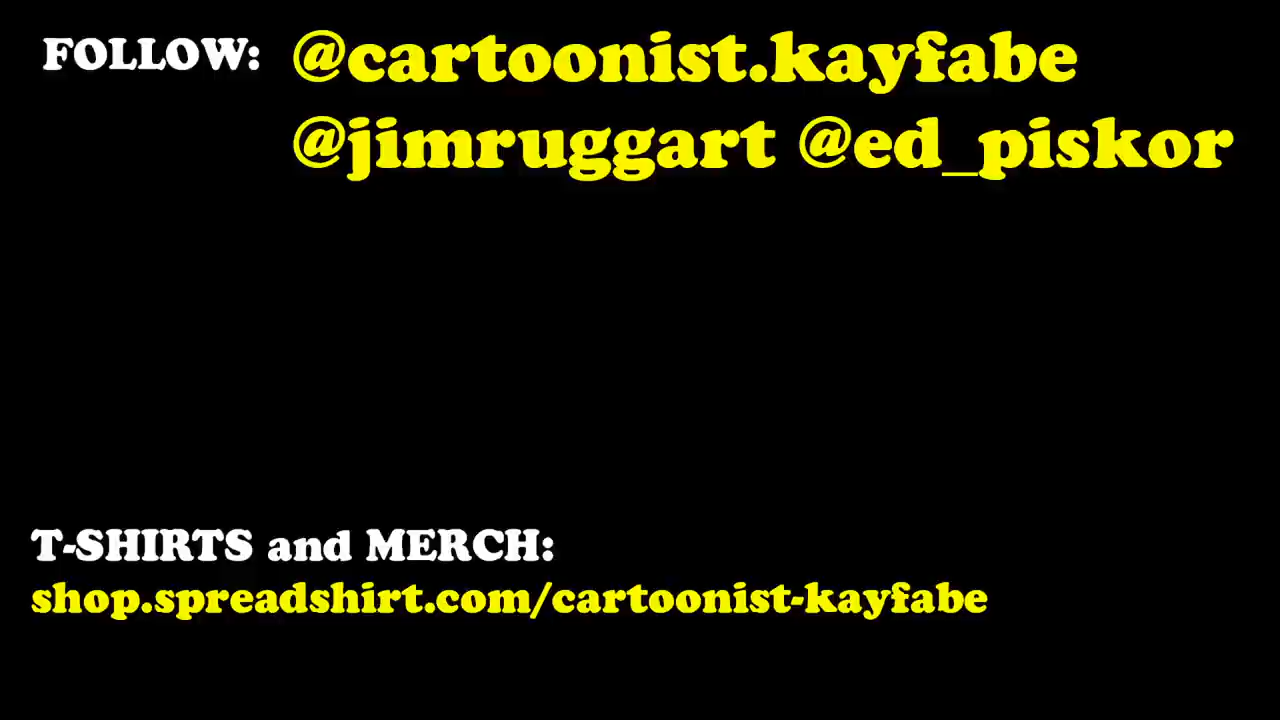 FOLLOW: @cartoonist.kayfabe
@jimruggart @ed_piskor
T-SHIRTS and MERCH:
shop.spreadshirt.com/cartoonist-kayfabe